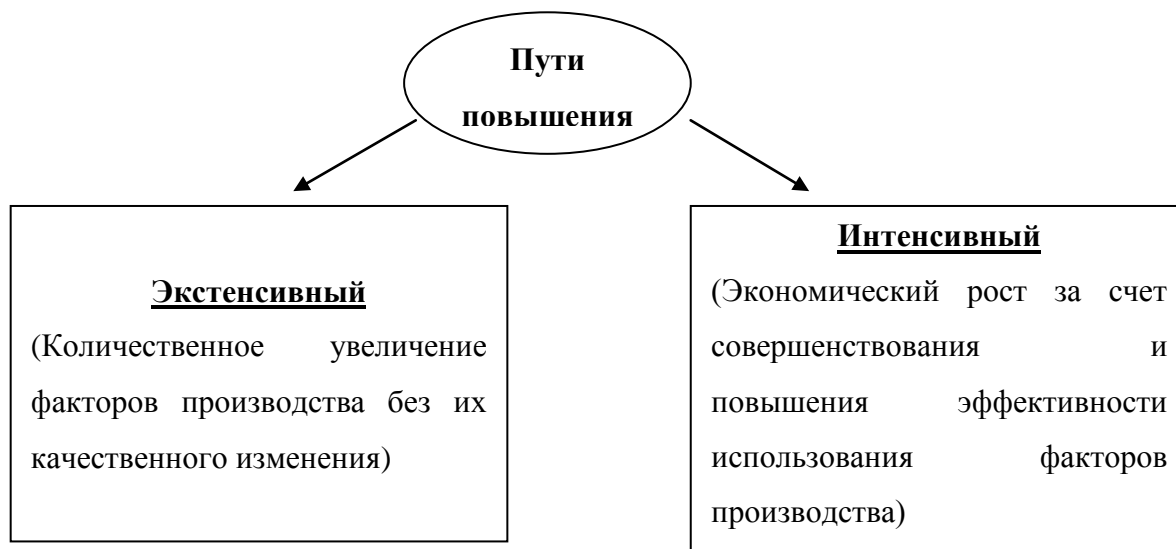 Пути
повышения
Экстенсивный
(Количественное увеличение
факторов производства без их
качественного изменения)
Интенсивный
(Экономический рост за счет
совершенствования и
повышения эффективности
использования факторов
производства)